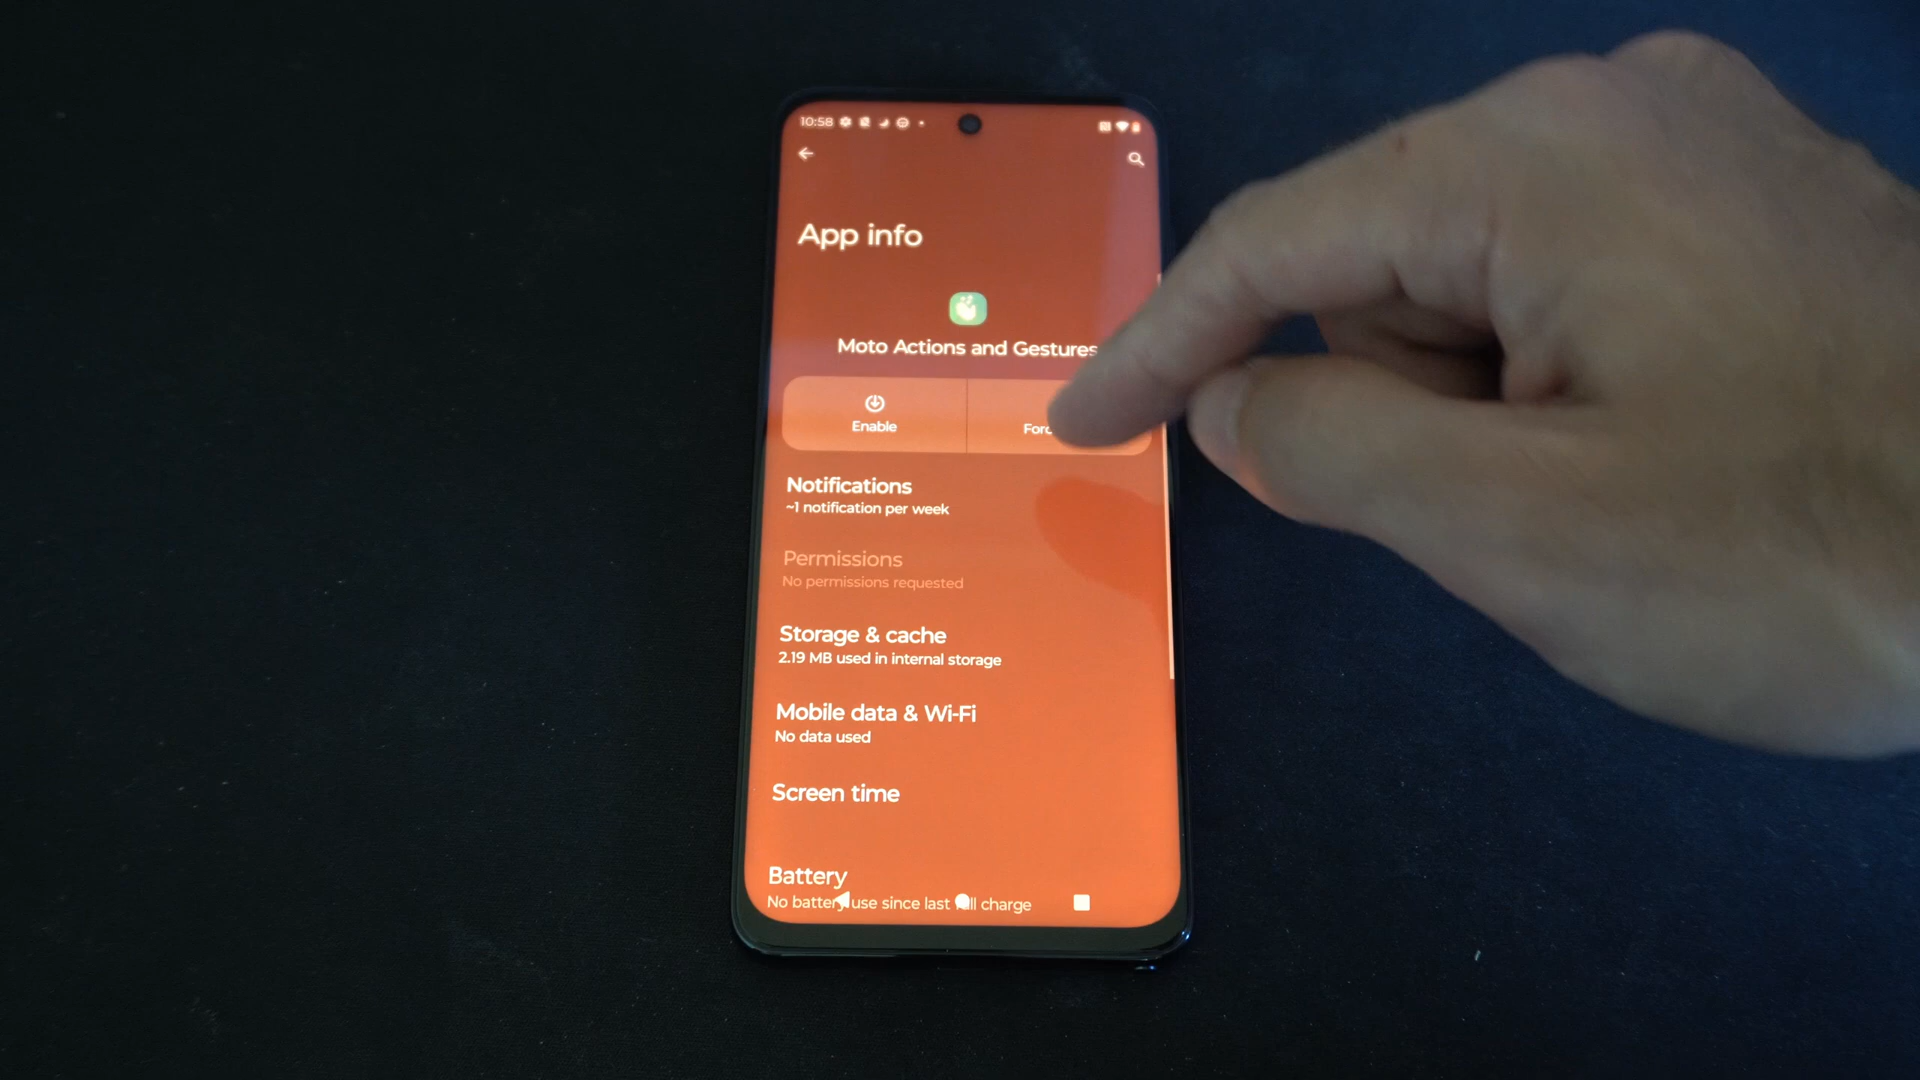 10:58
App info
Moto Actions and Gestures
Enable
Notifications
~1 notification per week
Permissions
No permissions requested
Storage & cache
2.19 MB used in internal storage
Mobile data & Wi-Fi
No data used
Screen time
Battery
No battery use since last full charge